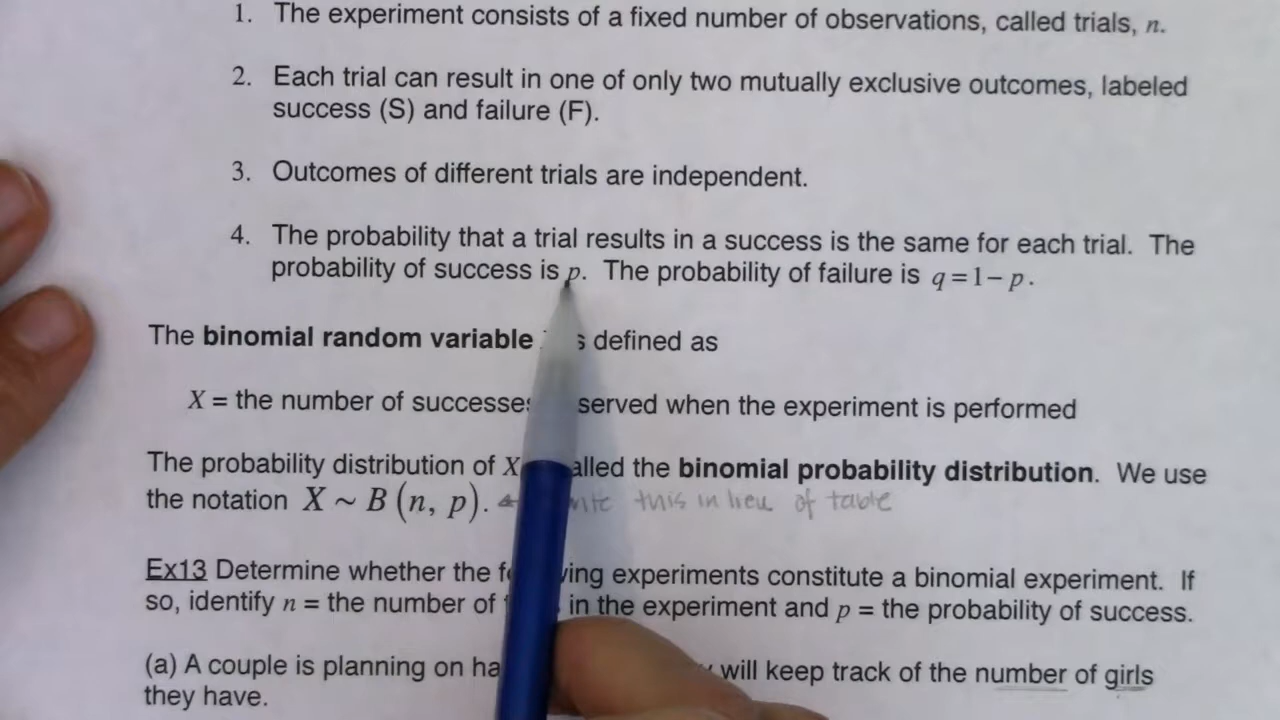 1. The experiment consists of a fixed number of observations, called trials, n.
2. Each trial can result in one of only two mutually exclusive outcomes, labeled
success (S) and failure (F).
3. Outcomes of different trials are independent.
4. The probability that a trial results in a success is the same for each trial. The
probability of success is p. The probability of failure is q = 1 − p.
The binomial random variable defined as
X = the number of successes served when the experiment is performed
The probability distribution of X alled the binomial probability distribution. We use
the notation X ~ B (n, p). this in lieu of table
Ex13 Determine whether the ing experiments constitute a binomial experiment. If
so, identify n = the number of in the experiment and p = the probability of success.
(a) A couple is planning on ha will keep track of the number of girls
they have.